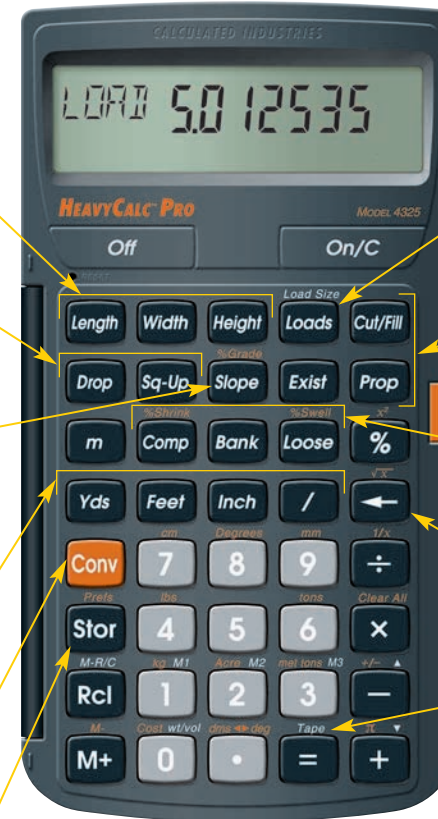 CALCULATED INDUSTRIES
LOAD 5.012535
HEAVYCALC™ PRO MODEL 4325
Off On/C
RESET
Load Size
Length Width Height Loads Cut/Fill
%Grade
Drop Sq-Up Slope Exist Prop
%Shrink %Swell x²
m Comp Bank Loose %
√x
Yds Feet Inch /
cm Degrees mm 1/x
Conv 7 8 9 ÷
Prefs lbs tons Clear All
Stor 4 5 6 ×
M-R/C kg M1 Acre M2 met tons M3 +/- ▲
Rcl 1 2 3 −
M- Cost wt/vol dms ◄► deg Tape π ▼
M+ 0 • = +